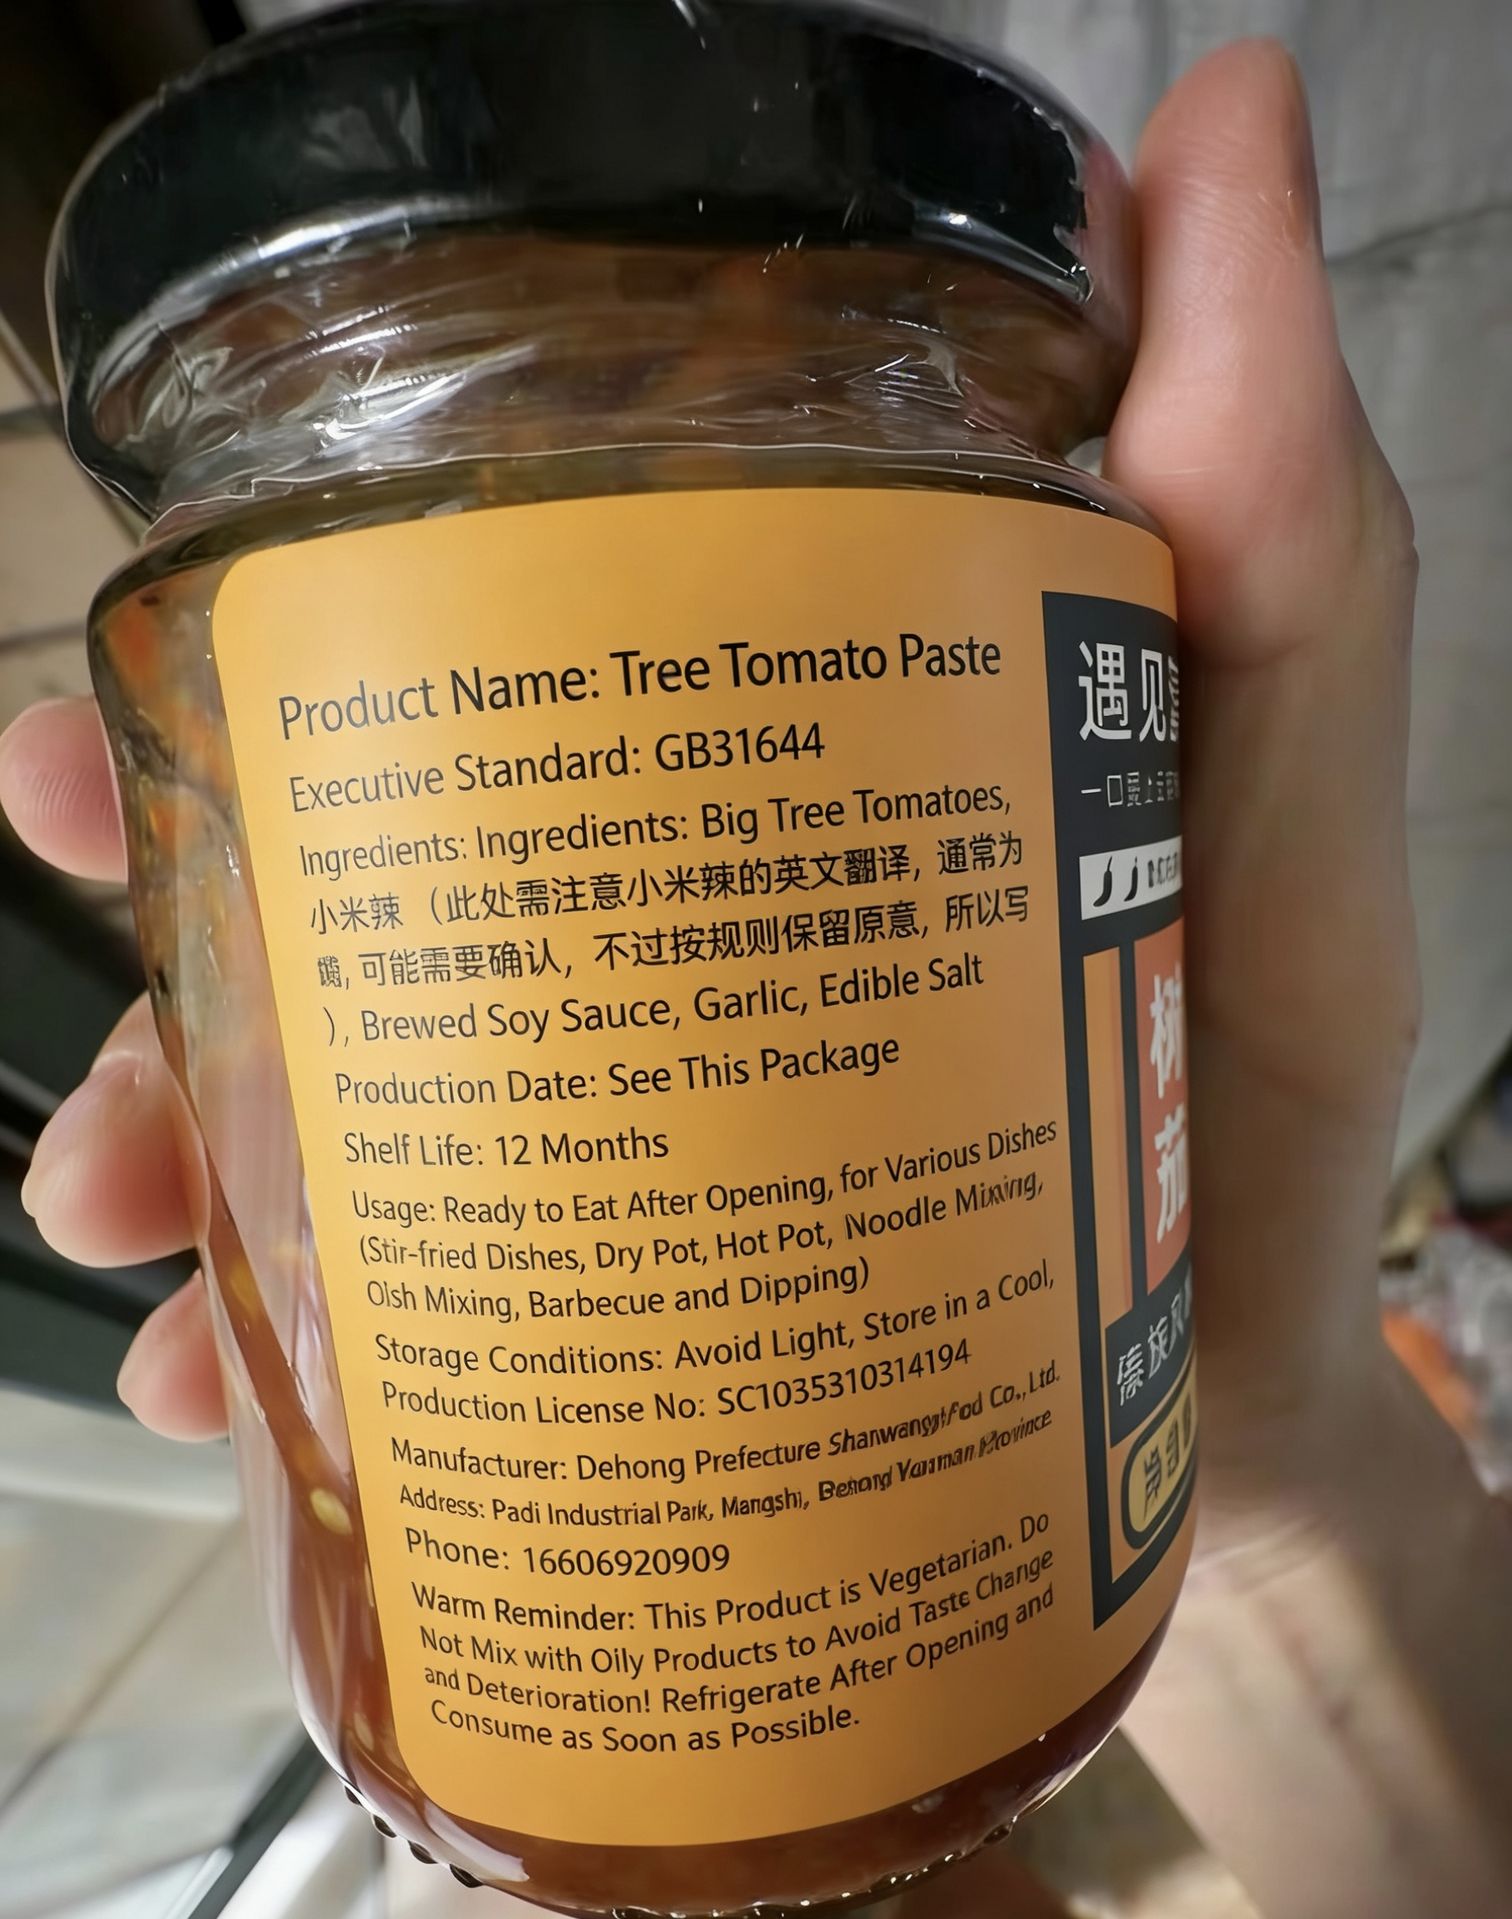 Product Name: Tree Tomato Paste
Executive Standard: GB31644
Ingredients: Ingredients: Big Tree Tomatoes,
小米辣 （此处需注意小米辣的英文翻译, 通常为
, 可能需要确认, 不过按规则保留原意, 所以写
), Brewed Soy Sauce, Garlic, Edible Salt
Production Date: See This Package
Shelf Life: 12 Months
Usage: Ready to Eat After Opening, for Various Dishes
(Stir-fried Dishes, Dry Pot, Hot Pot, Noodle Mixing,
Oish Mixing, Barbecue and Dipping)
Storage Conditions: Avoid Light, Store in a Cool,
Production License No: SC1035310314194
Manufacturer: Dehong Prefecture Co., Ltd.
Address: Padi Industrial Park, Mangshi, Province
Phone: 16606920909
Warm Reminder: This Product is Vegetarian. Do
Not Mix with Oily Products to Avoid Taste Change
and Deterioration! Refrigerate After Opening and
Consume as Soon as Possible.
遇见
树
茄